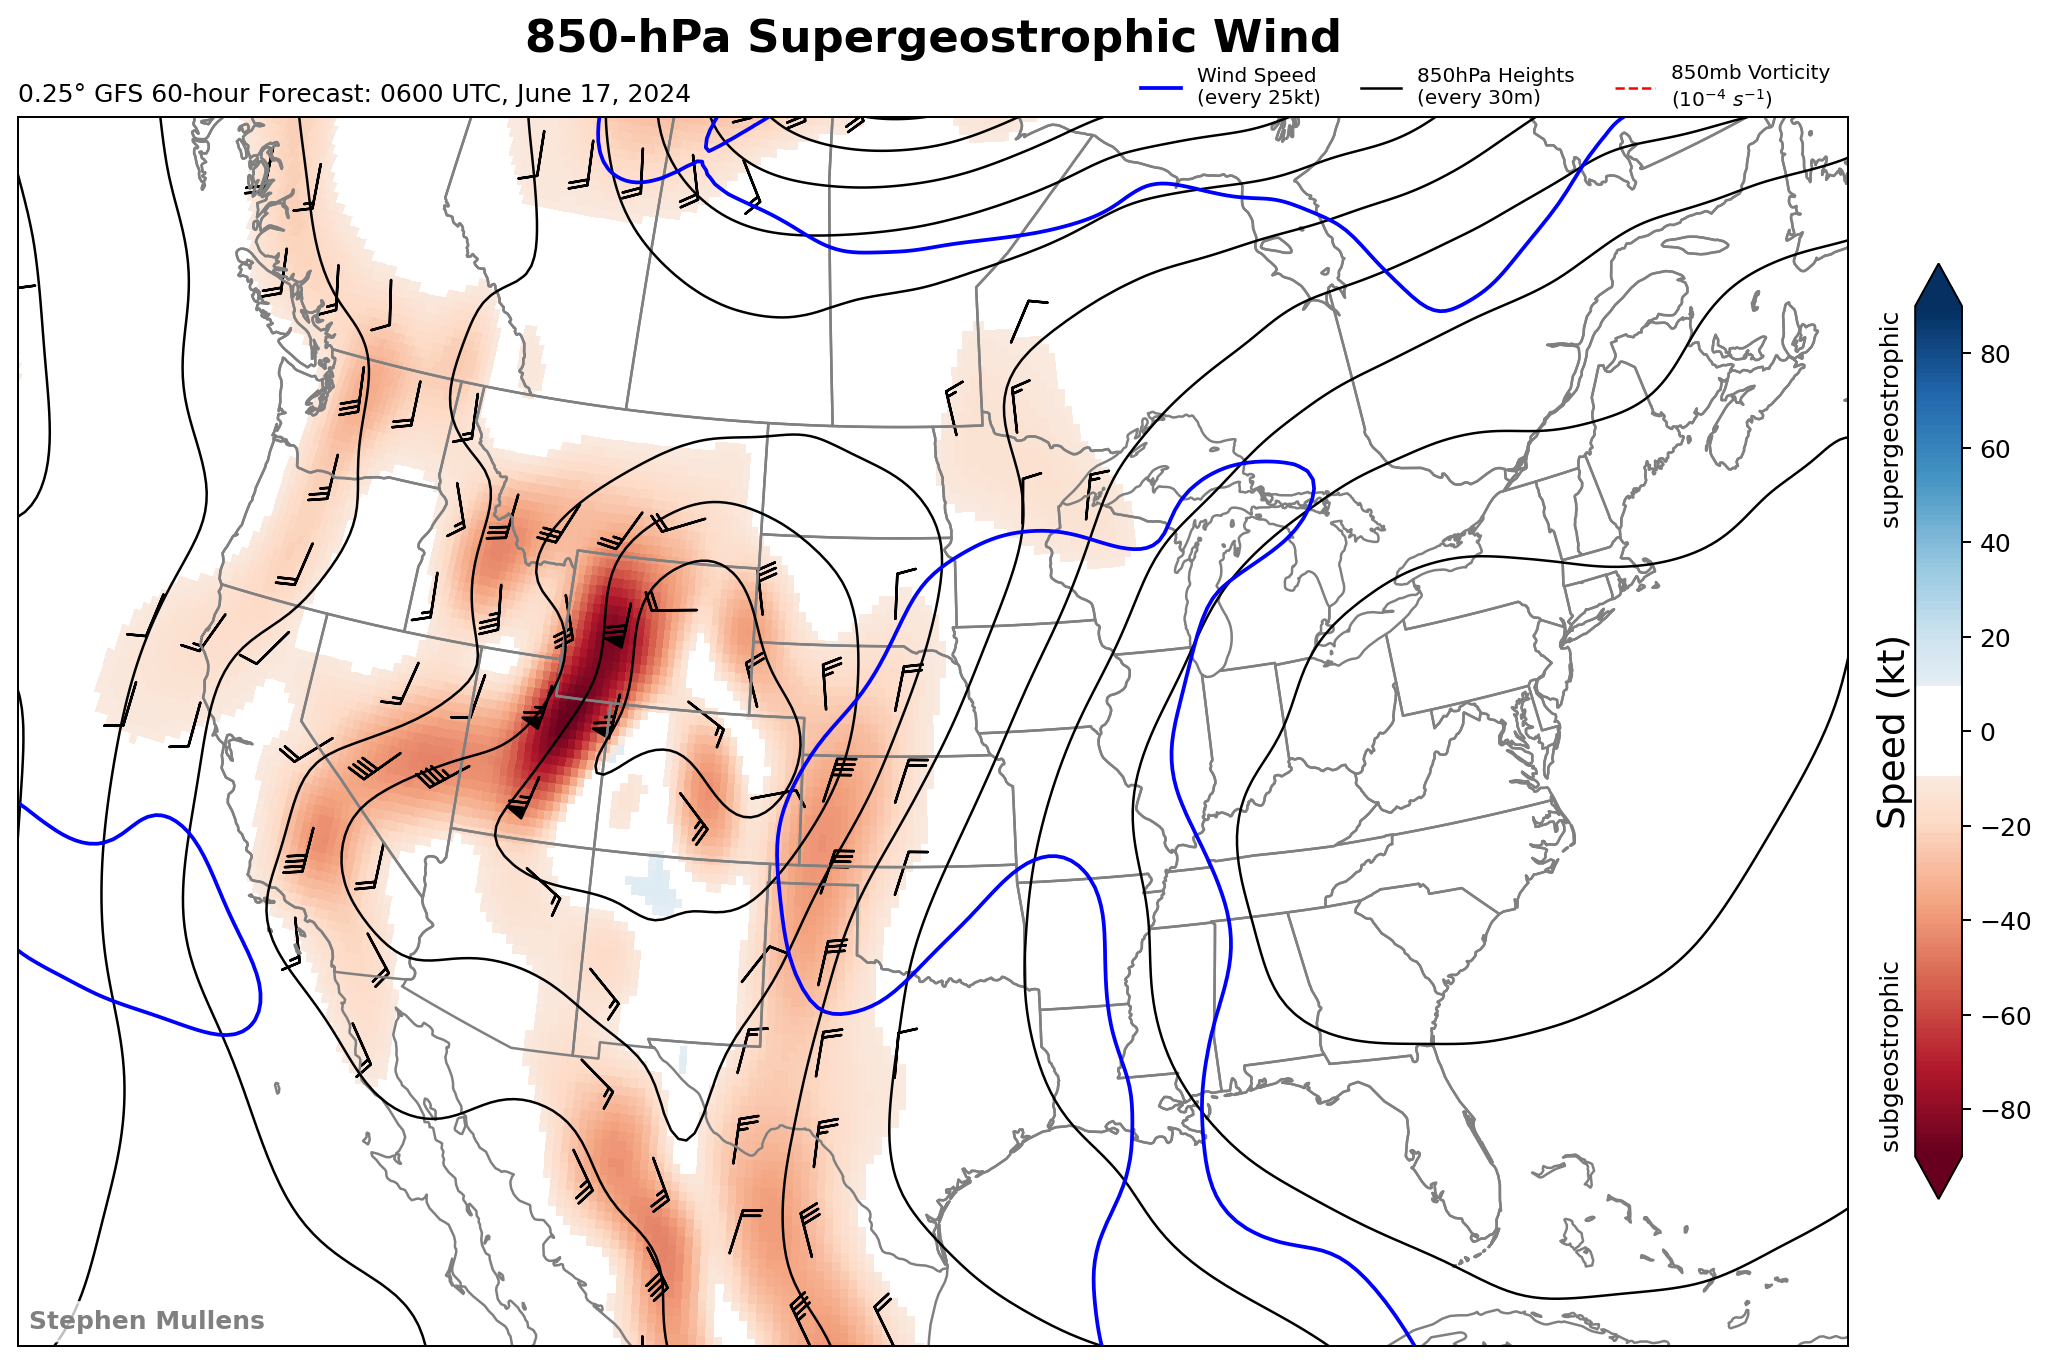 850-hPa Supergeostrophic Wind
0.25° GFS 60-hour Forecast: 0600 UTC, June 17, 2024
Wind Speed
(every 25kt)
850hPa Heights
(every 30m)
850mb Vorticity
(10⁻⁴ s⁻¹)
supergeostrophic
Speed (kt)
subgeostrophic
80
60
40
20
0
−20
−40
−60
−80
Stephen Mullens